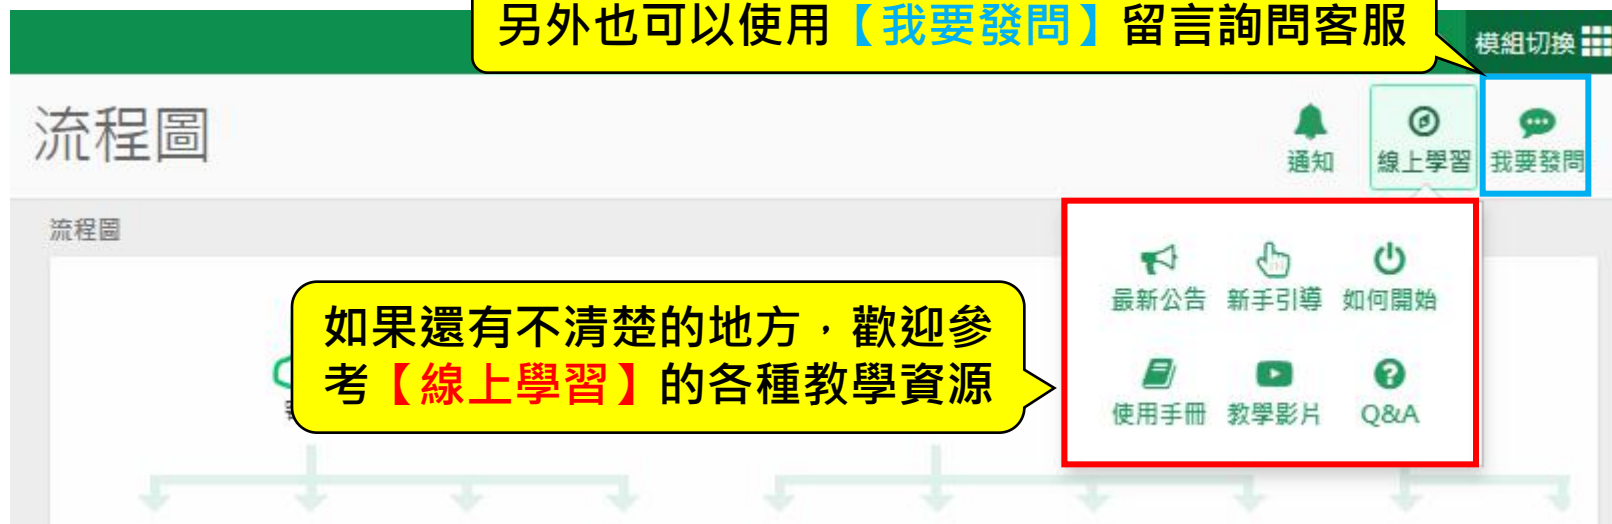 另外也可以使用【我要發問】留言詢問客服
模組切換
流程圖
通知
線上學習
我要發問
流程圖
最新公告 新手引導 如何開始
如果還有不清楚的地方，歡迎參
考【線上學習】的各種教學資源
使用手冊 教學影片 Q&A